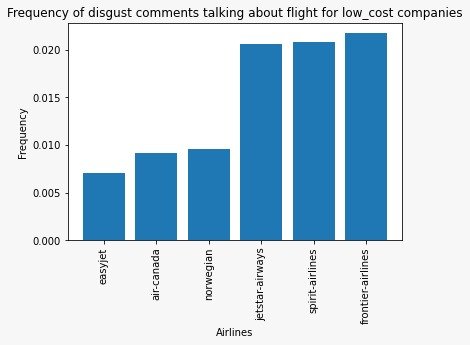 Frequency of disgust comments talking about flight for low_cost companies
Frequency
0.020
0.015
0.010
0.005
0.000
easyjet
air-canada
norwegian
jetstar-airways
spirit-airlines
frontier-airlines
Airlines